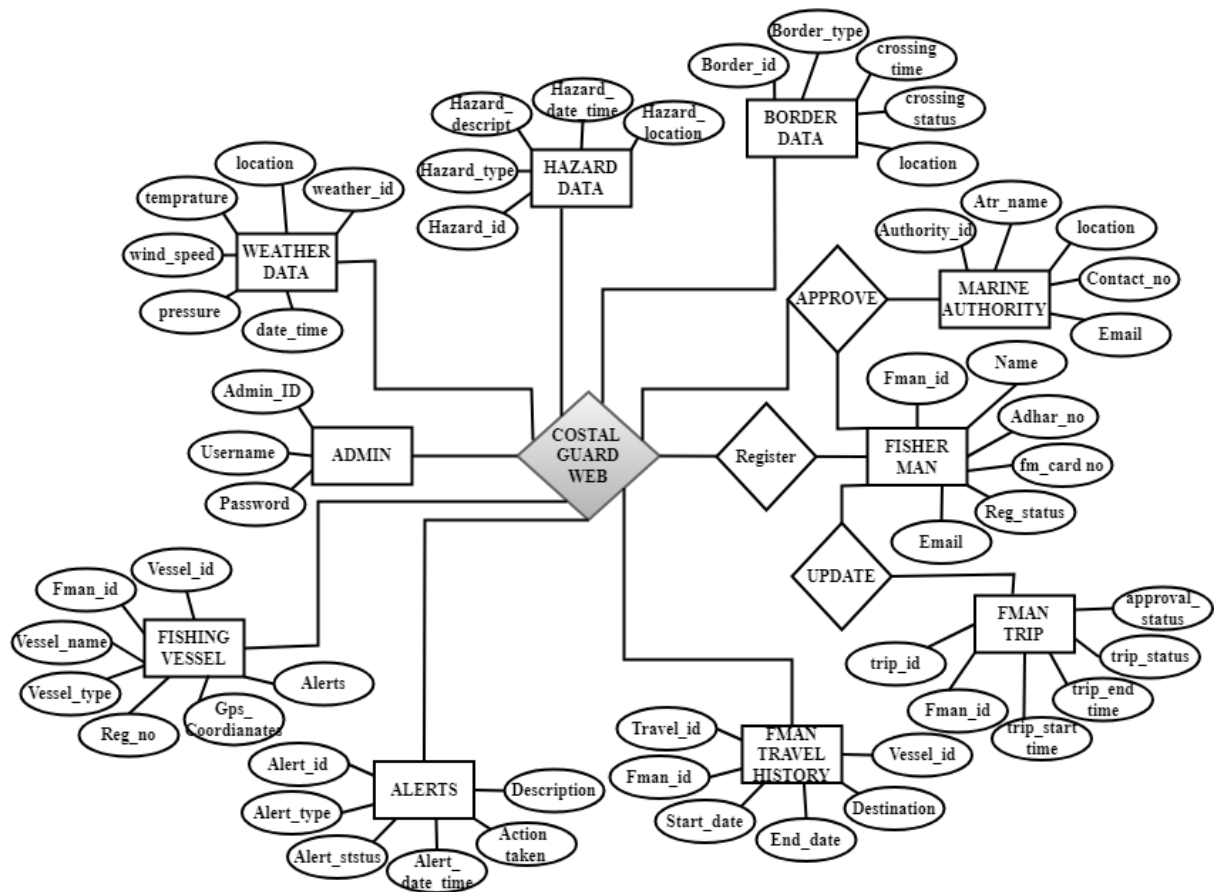 Border_type
Border_id
crossing
time
crossing
status
location
BORDER
DATA
Hazard_
descript
Hazard_
date_time
Hazard_
location
Hazard_type
Hazard_id
HAZARD
DATA
location
weather_id
temprature
wind_speed
pressure
date_time
WEATHER
DATA
Atr_name
Authority_id
location
Contact_no
Email
MARINE
AUTHORITY
APPROVE
Admin_ID
Username
Password
ADMIN
COSTAL
GUARD
WEB
Register
Fman_id
Name
Adhar_no
fm_card no
Reg_status
Email
FISHER
MAN
UPDATE
Vessel_id
Fman_id
Vessel_name
Vessel_type
Reg_no
Gps_
Coordianates
Alerts
FISHING
VESSEL
FMAN
TRIP
approval_
status
trip_status
trip_end
time
trip_start
time
Fman_id
trip_id
Alert_id
Alert_type
Alert_ststus
Alert_
date_time
Action
taken
Description
ALERTS
Travel_id
Fman_id
Start_date
End_date
Destination
Vessel_id
FMAN
TRAVEL
HISTORY